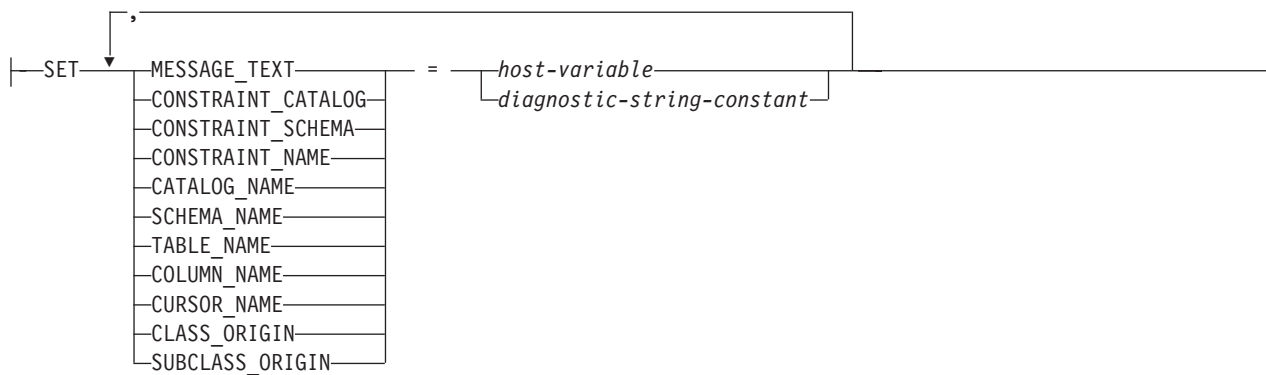 ,
SET MESSAGE_TEXT = host-variable
CONSTRAINT_CATALOG diagnostic-string-constant
CONSTRAINT_SCHEMA
CONSTRAINT_NAME
CATALOG_NAME
SCHEMA_NAME
TABLE_NAME
COLUMN_NAME
CURSOR_NAME
CLASS_ORIGIN
SUBCLASS_ORIGIN